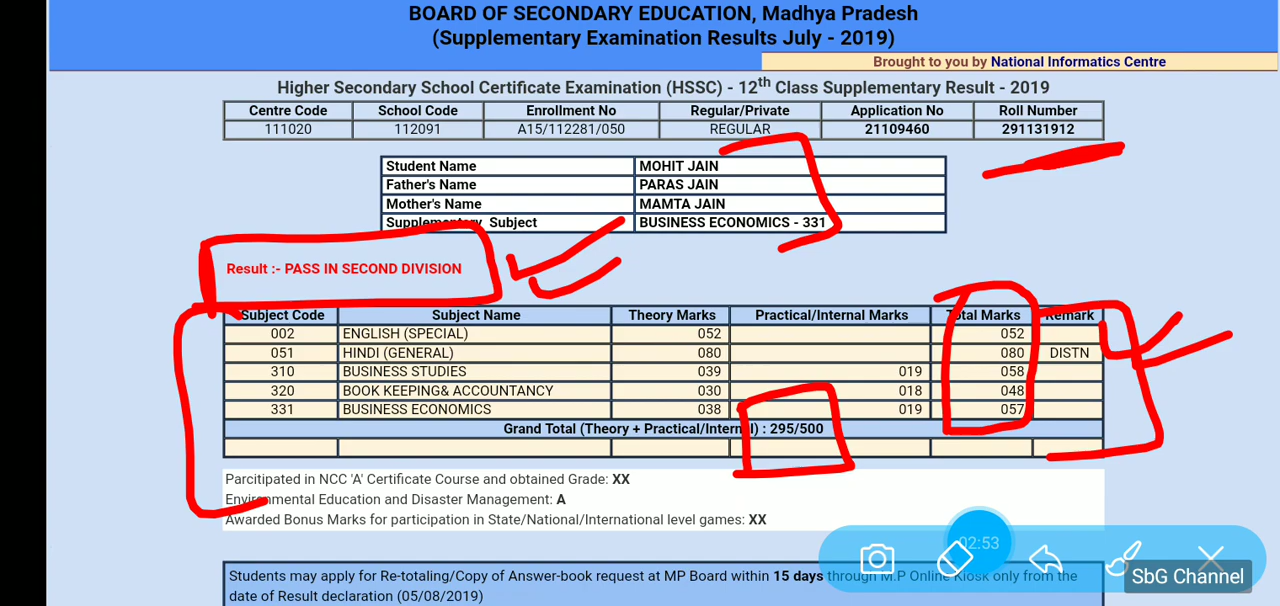 BOARD OF SECONDARY EDUCATION, Madhya Pradesh
(Supplementary Examination Results July - 2019)
Brought to you by National Informatics Centre
Higher Secondary School Certificate Examination (HSSC) - 12th Class Supplementary Result - 2019
Centre Code School Code Enrollment No Regular/Private Application No Roll Number
111020 112091 A15/112281/050 REGULAR 21109460 291131912
Student Name MOHIT JAIN
Father's Name PARAS JAIN
Mother's Name MAMTA JAIN
Supplementary Subject BUSINESS ECONOMICS - 331
Result :- PASS IN SECOND DIVISION
Subject Code Subject Name Theory Marks Practical/Internal Marks Total Marks Remark
002 ENGLISH (SPECIAL) 052 052
051 HINDI (GENERAL) 080 080 DISTN
310 BUSINESS STUDIES 039 019 058
320 BOOK KEEPING& ACCOUNTANCY 030 018 048
331 BUSINESS ECONOMICS 038 019 057
Grand Total (Theory + Practical/Internal) : 295/500
Parcitipated in NCC 'A' Certificate Course and obtained Grade: XX
Environmental Education and Disaster Management: A
Awarded Bonus Marks for participation in State/National/International level games: XX
02:53
Students may apply for Re-totaling/Copy of Answer-book request at MP Board within 15 days through M.P Online Kiosk only from the
date of Result declaration (05/08/2019)
SbG Channel